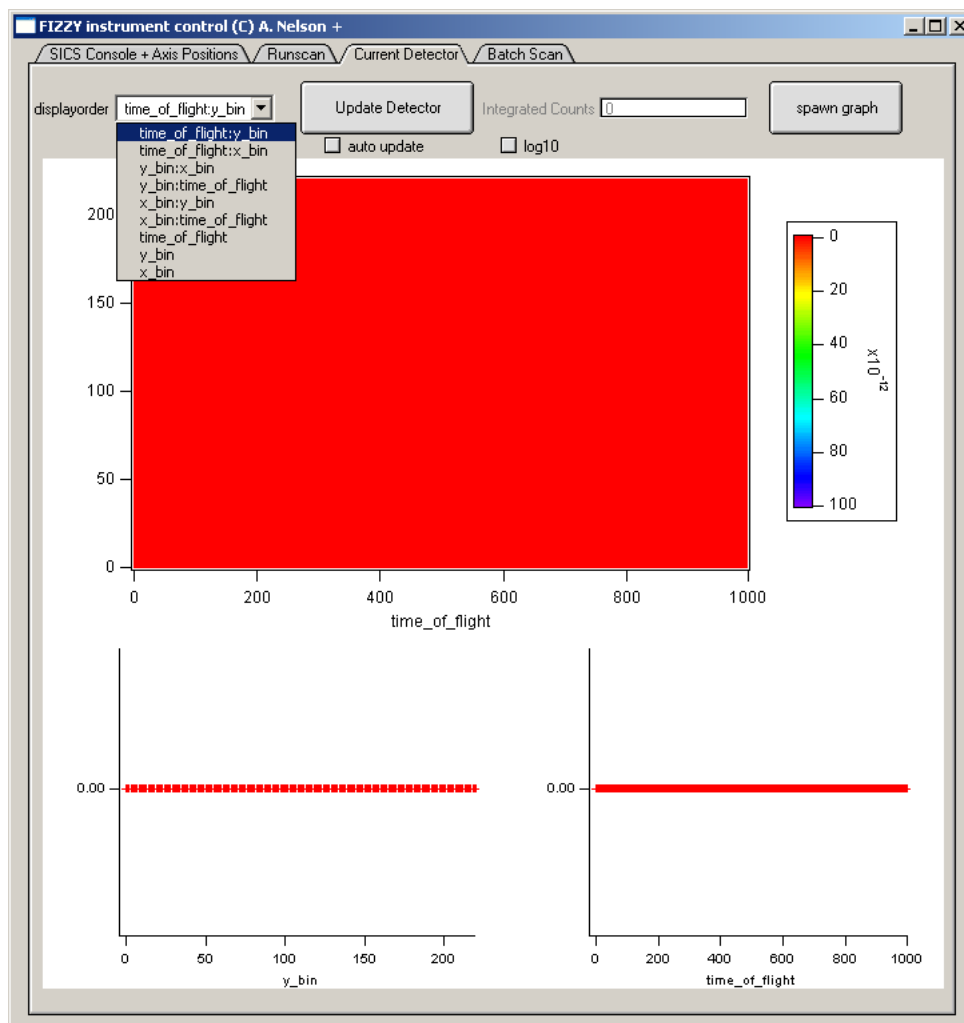 FIZZY instrument control (C) A. Nelson +
SICS Console + Axis Positions Runscan Current Detector Batch Scan
displayorder time_of_flight:y_bin Update Detector Integrated Counts 0 spawn graph
auto update log10
time_of_flight:y_bin
time_of_flight:x_bin
y_bin:x_bin
y_bin:time_of_flight
x_bin:y_bin
x_bin:time_of_flight
time_of_flight
y_bin
x_bin
200
150
100
50
0
0 200 400 600 800 1000
time_of_flight
0
20
40
60
80
100
x10-12
0.00
0 50 100 150 200
y_bin
0.00
0 200 400 600 800 1000
time_of_flight